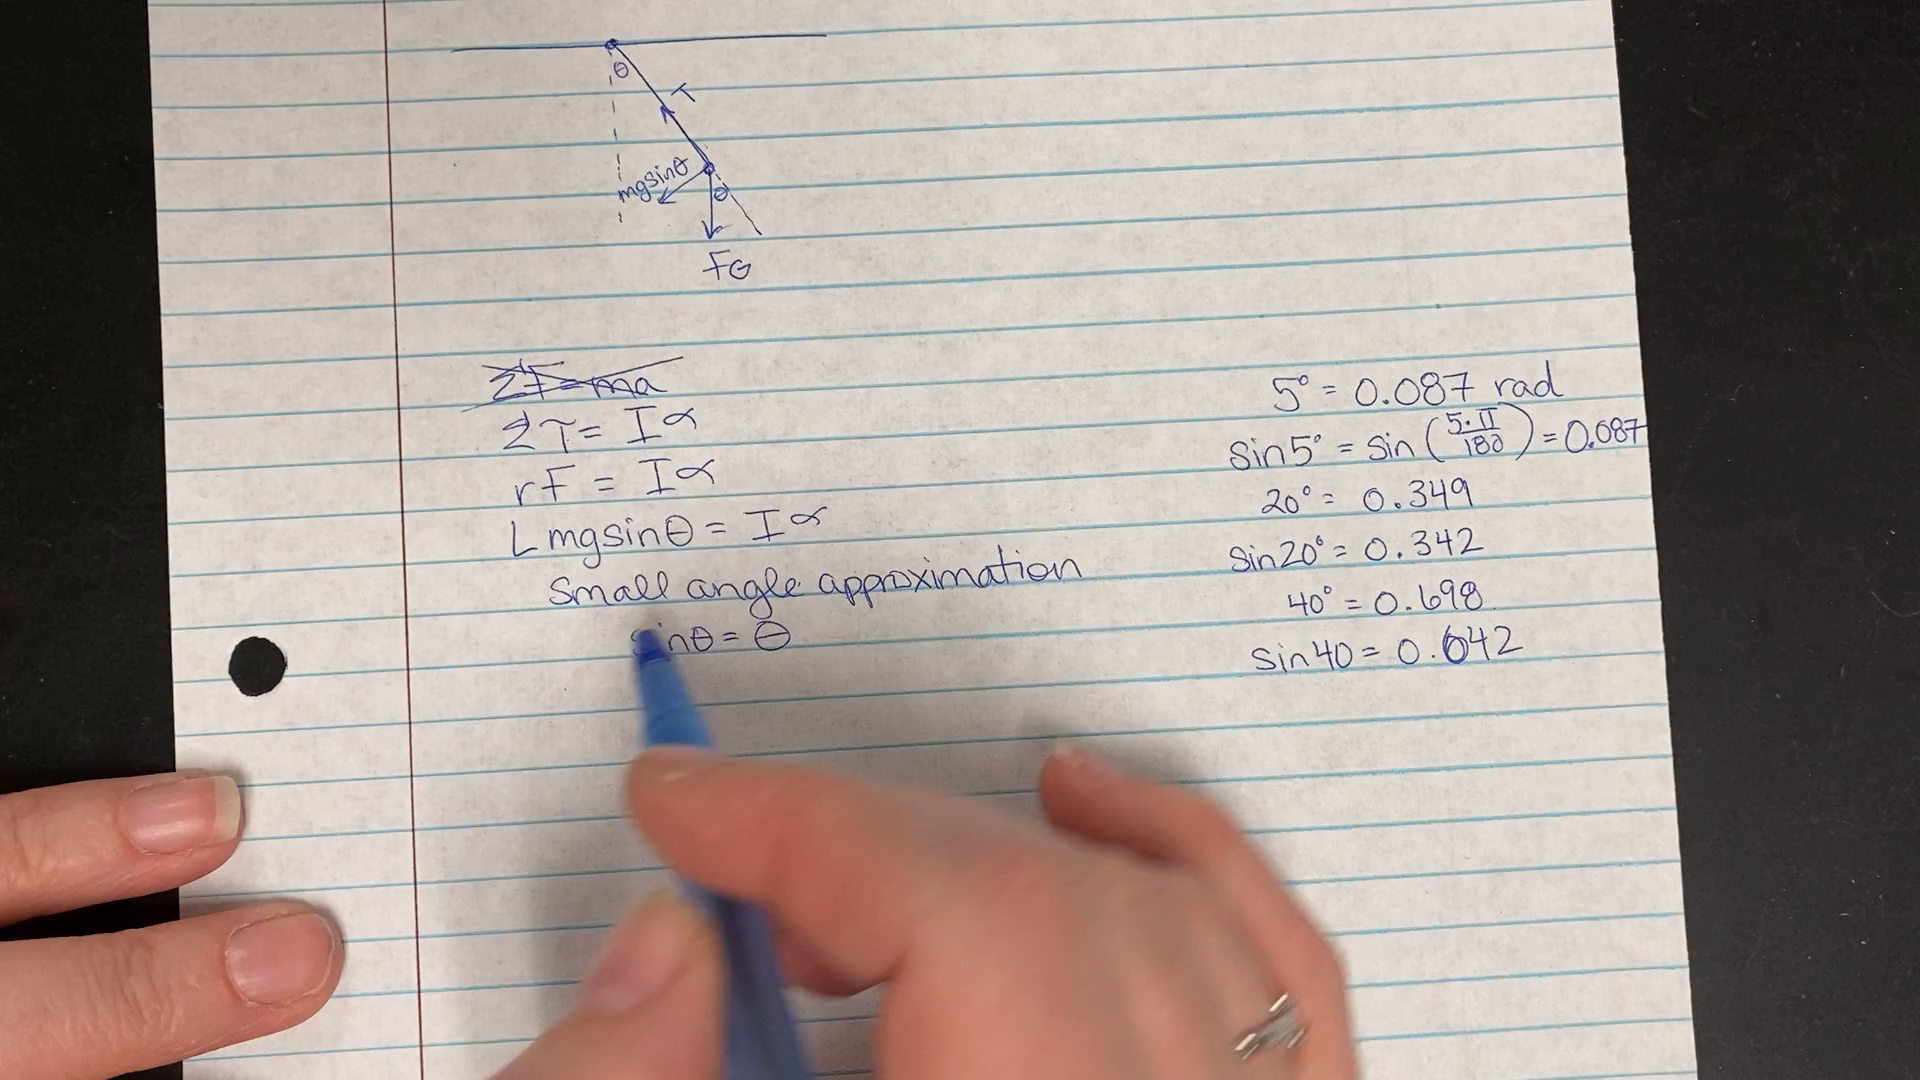 θ
T
mgsinθ
θ
FG
ΣF=ma
Στ= Iα
rF = Iα
Lmgsinθ = Iα
Small angle approximation
sinθ = θ
5° = 0.087 rad
sin5° = sin(5·π/180) = 0.087
20° = 0.349
sin20° = 0.342
40° = 0.698
sin40 = 0.642